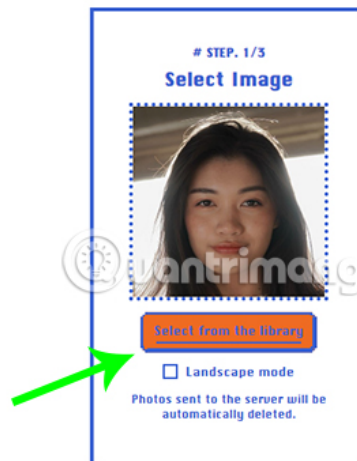 # STEP. 1/3
Select Image
uantrimang
Select from the library
Landscape mode
Photos sent to the server will be
automatically deleted.